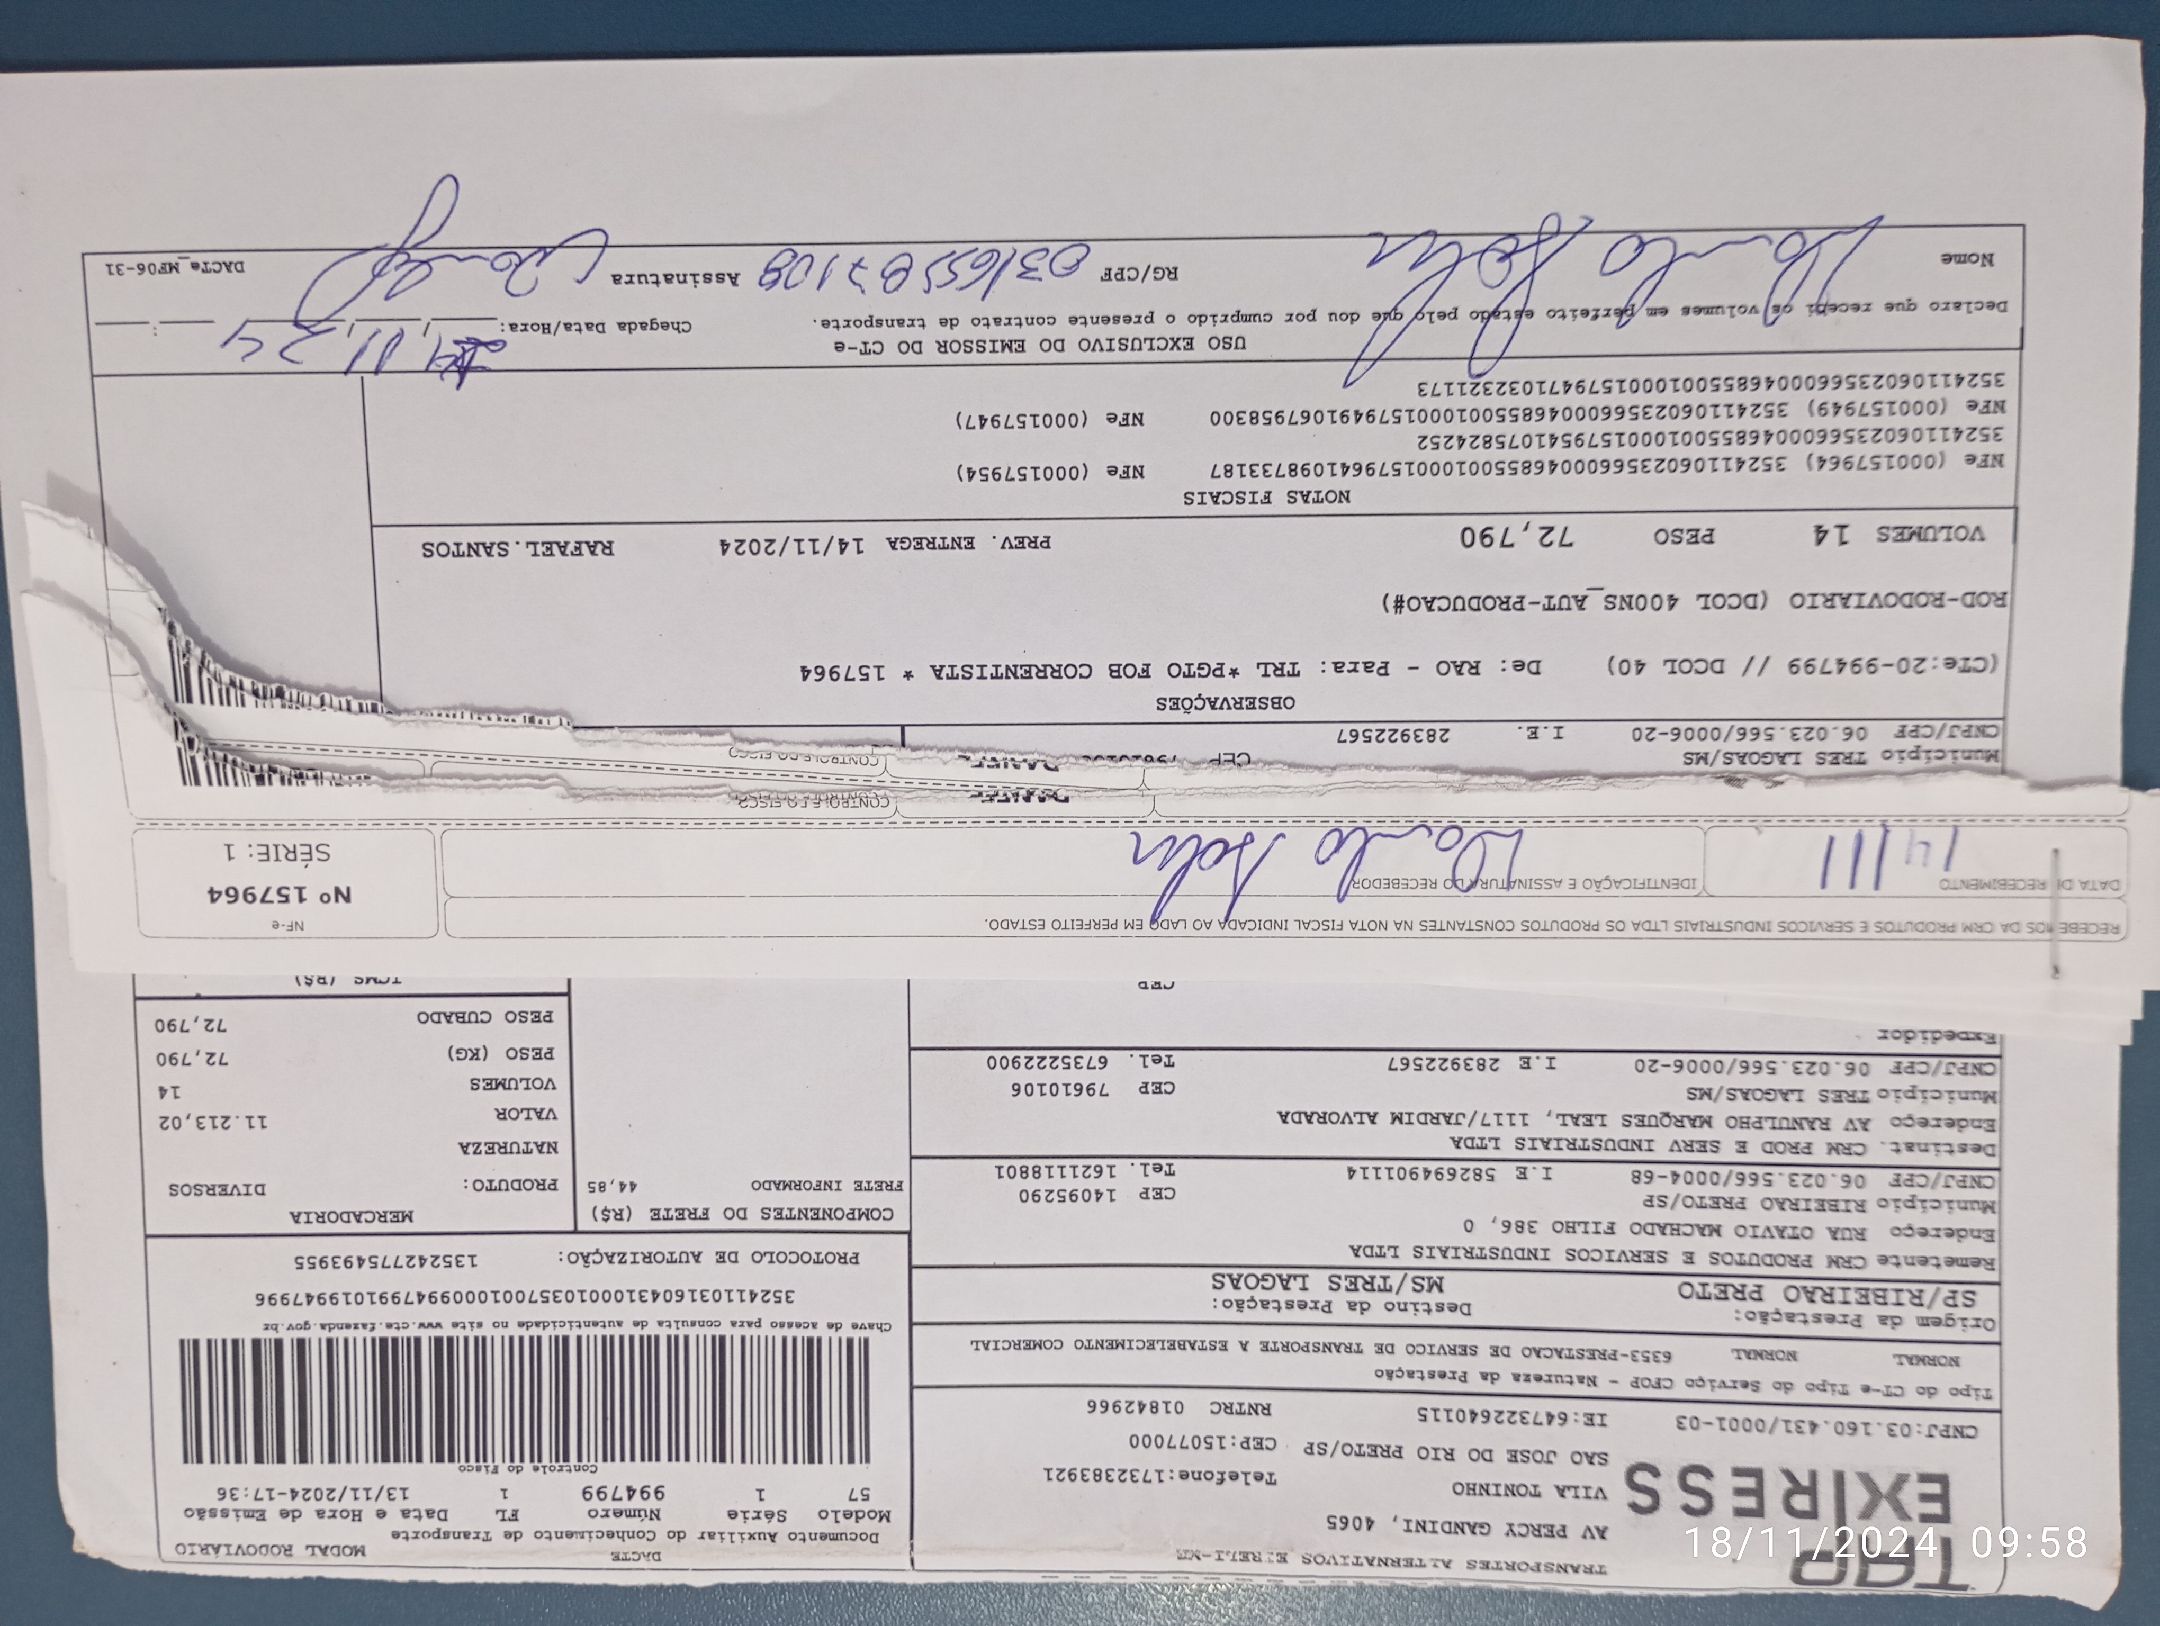 TRANSPORTES ALTERNATIVOS
TAP
EXIRESS
AV PERCY GANDINI, 4065
VILA TONINHO
Telefone:1732383921
SAO JOSE DO RIO PRETO/SP CEP:15077000
CNPJ:03.160.431/0001-03 IE:647322640115 RNTRC 01842966
DACTE
MODAL RODOVIÁRIO
Documento Auxiliar do Conhecimento de Transporte
Modelo Série Número FL Data e Hora de Emissão
57 1 994799 1 13/11/2024-17:36
Controle do Fisco
Chave de acesso para consulta de autenticidade no site www.cte.fazenda.gov.br
PROTOCOLO DE AUTORIZAÇÃO: 135242775493955
Tipo do CT-e Tipo do Serviço CFOP - Natureza da Prestação
NORMAL NORMAL 6353-PRESTACAO DE SERVICO DE TRANSPORTE A ESTABELECIMENTO COMERCIAL
Origem da Prestação: Destino da Prestação:
SP/RIBEIRAO PRETO MS/TRES LAGOAS
Remetente CRM PRODUTOS E SERVICOS INDUSTRIAIS LTDA
Endereço RUA OTAVIO MACHADO FILHO 386, 0
Município RIBEIRAO PRETO/SP CEP 14095290
CNPJ/CPF 06.023.566/0004-68 I.E 582694901114 Tel. 1621118801
Destinat. CRM PROD E SERV INDUSTRIAIS LTDA
Endereço AV RANULPHO MARQUES LEAL, 1117/JARDIM ALVORADA
Município TRES LAGOAS/MS CEP 79610106
CNPJ/CPF 06.023.566/0006-20 I.E 283922567 Tel. 6735222900
Expedidor
CEP
COMPONENTES DO FRETE (R$)
FRETE INFORMADO 44,85
MERCADORIA
PRODUTO: DIVERSOS
NATUREZA
VALOR 11.213,02
VOLUMES 14
PESO (KG) 72,790
PESO CUBADO 72,790
ICMS (R$)
RECEBEMOS DA CRM PRODUTOS E SERVICOS INDUSTRIAIS LTDA OS PRODUTOS CONSTANTES NA NOTA FISCAL INDICADA AO LADO EM PERFEITO ESTADO.
DATA DE RECEBIMENTO
14/11
IDENTIFICAÇÃO E ASSINATURA DO RECEBEDOR
NF-e
Nº 157964
SÉRIE: 1
CONTROLE DO FISCO
CONTROLE DO FISCO
Município TRES LAGOAS/MS CEP
CNPJ/CPF 06.023.566/0006-20 I.E. 283922567
OBSERVAÇÕES
(CTe:20-994799 // DCOL 40) De: RAO - Para: TRL *PGTO FOB CORRENTISTA * 157964
ROD-RODOVIARIO (DCOL 400NS_AUT-PRODUCAO#)
VOLUMES 14 PESO 72,790 PREV. ENTREGA 14/11/2024 RAFAEL.SANTOS
NOTAS FISCAIS
NFe (000157964) NFe (000157954)
NFe (000157949) NFe (000157947)
USO EXCLUSIVO DO EMISSOR DO CT-e
Declaro que recebi os volumes em perfeito estado pelo que dou por cumprido o presente contrato de transporte. Chegada Data/Hora:
Nome RG/CPF Assinatura
DACTe_MF06-31
18/11/2024 09:58